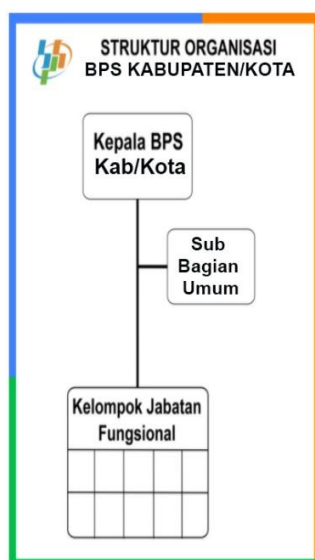 STRUKTUR ORGANISASI
BPS KABUPATEN/KOTA
Kepala BPS
Kab/Kota
Sub
Bagian
Umum
Kelompok Jabatan
Fungsional